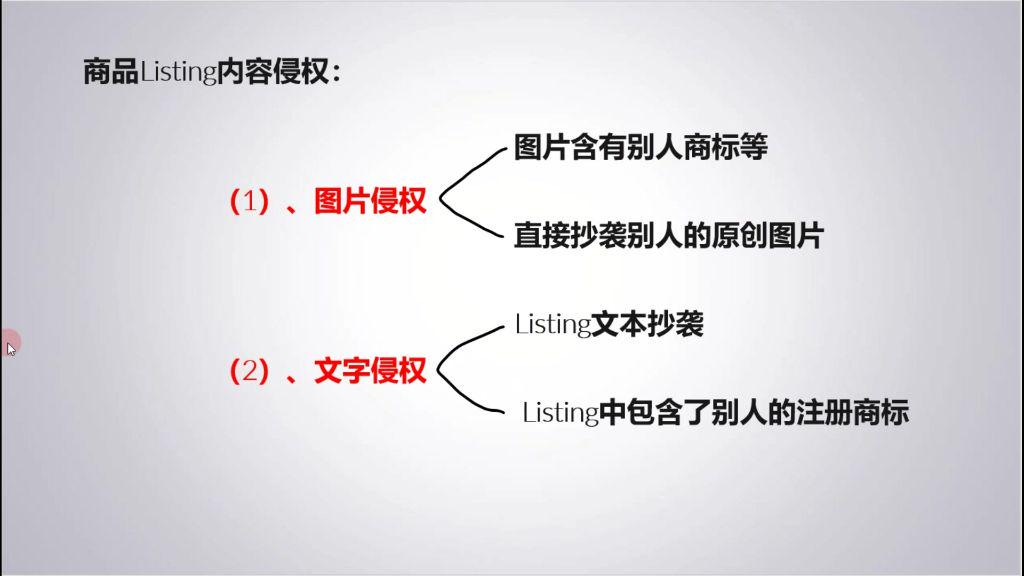 商品Listing内容侵权：
（1）、图片侵权
图片含有别人商标等
直接抄袭别人的原创图片
（2）、文字侵权
Listing文本抄袭
Listing中包含了别人的注册商标